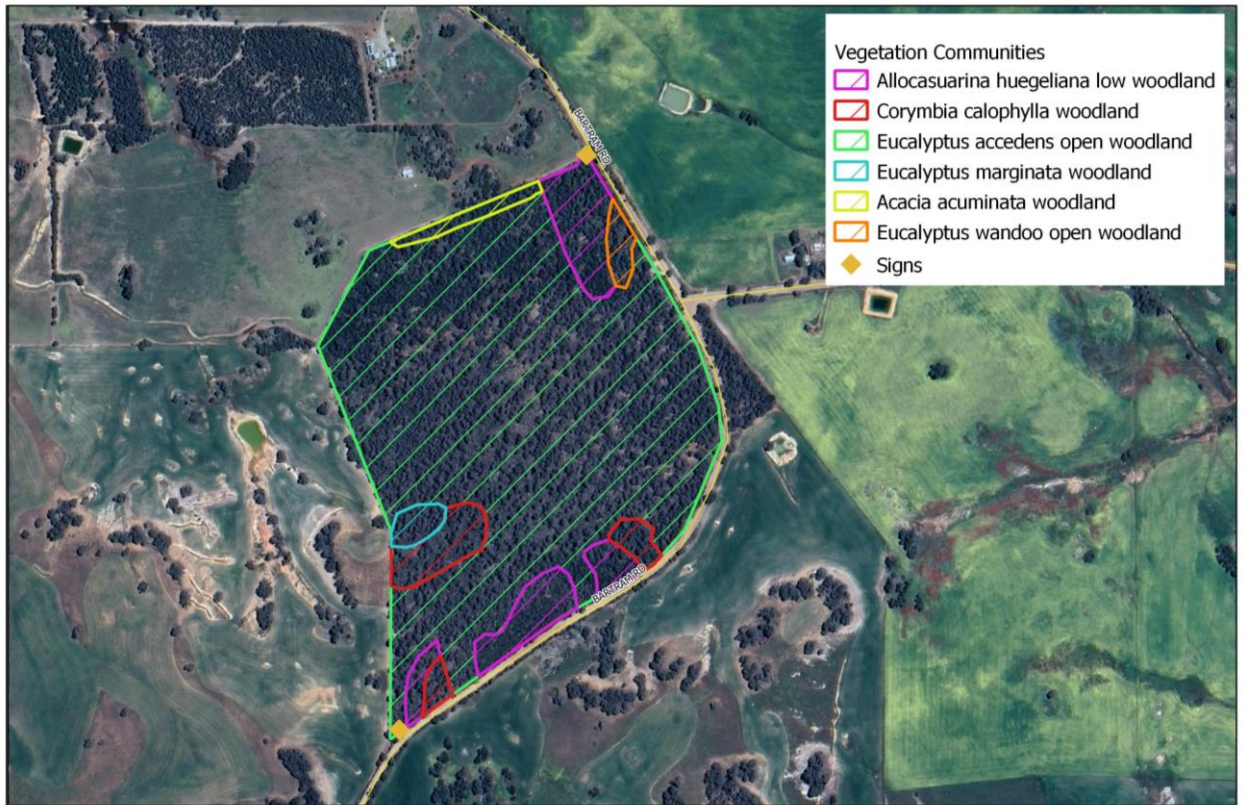 Vegetation Communities
Allocasuarina huegeliana low woodland
Corymbia calophylla woodland
Eucalyptus accedens open woodland
Eucalyptus marginata woodland
Acacia acuminata woodland
Eucalyptus wandoo open woodland
Signs
BARTRAM RD
BARTRAM RD